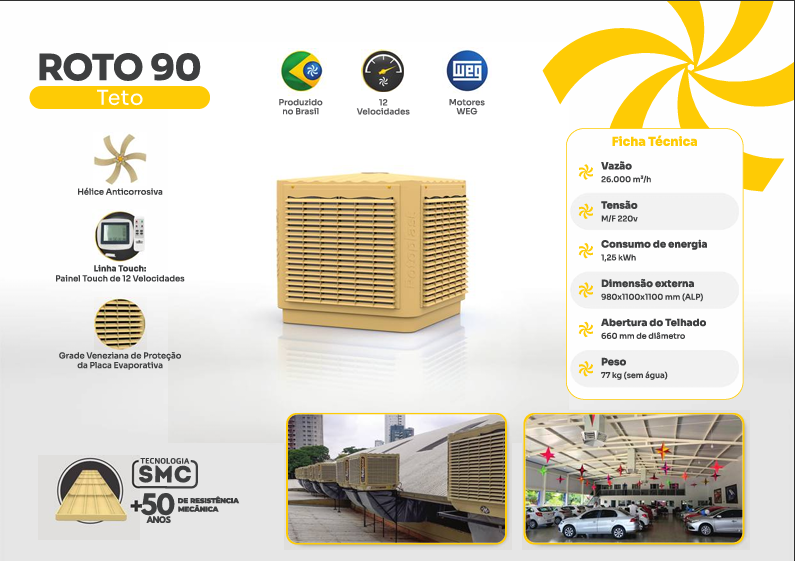 ROTO 90
Teto
Produzido
no Brasil
12
Velocidades
weg
Motores
WEG
Hélice Anticorrosiva
Linha Touch:
Painel Touch de 12 Velocidades
Grade Veneziana de Proteção
da Placa Evaporativa
Ficha Técnica
Vazão
26.000 m³/h
Tensão
M/F 220v
Consumo de energia
1,25 kWh
Dimensão externa
980x1100x1100 mm (ALP)
Abertura do Telhado
660 mm de diâmetro
Peso
77 kg (sem água)
TECNOLOGIA
SMC
+50
ANOS
DE RESISTÊNCIA
MECÂNICA